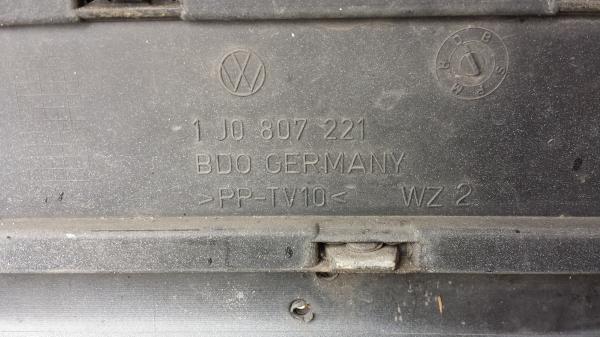 1 J0 807 221
BDO GERMANY
>PP-TV10< WZ 2